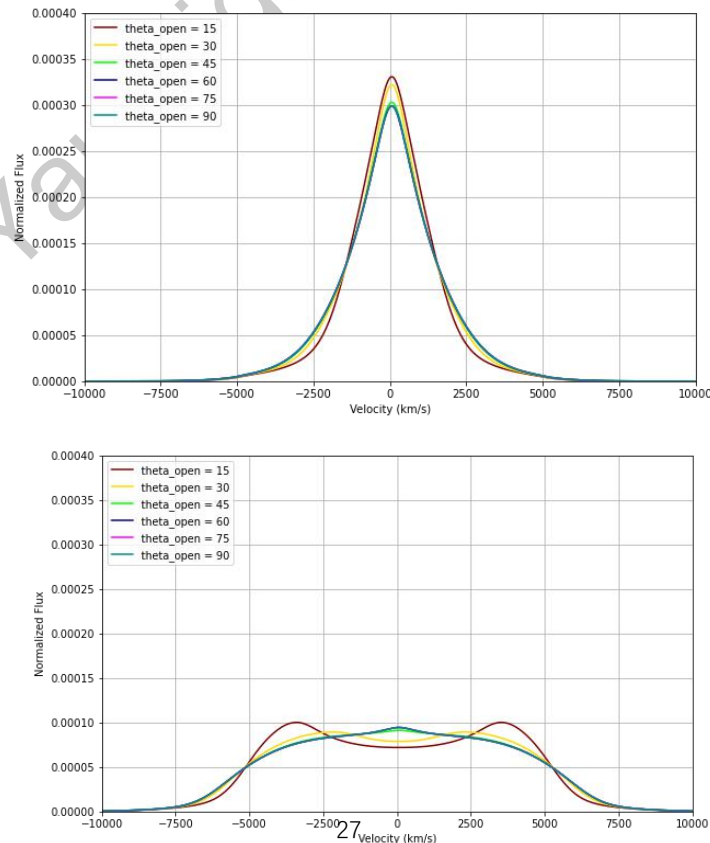 0.00040
theta_open = 15
theta_open = 30
theta_open = 45
theta_open = 60
theta_open = 75
theta_open = 90
0.00035
0.00030
0.00025
0.00020
0.00015
0.00010
0.00005
0.00000
Normalized Flux
−10000 −7500 −5000 −2500 0 2500 5000 7500 10000
Velocity (km/s)
0.00040
theta_open = 15
theta_open = 30
theta_open = 45
theta_open = 60
theta_open = 75
theta_open = 90
0.00035
0.00030
0.00025
0.00020
0.00015
0.00010
0.00005
0.00000
Normalized Flux
−10000 −7500 −5000 −2500 0 2500 5000 7500 10000
27
Velocity (km/s)